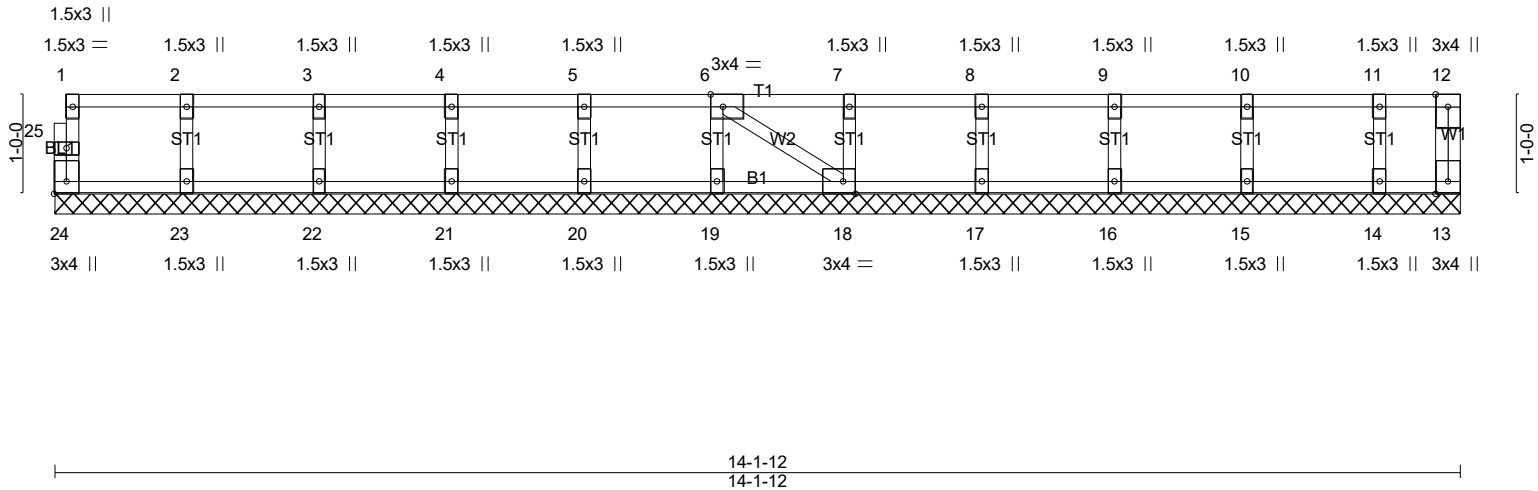 1.5x3 ||
1.5x3 = 1.5x3 || 1.5x3 || 1.5x3 || 1.5x3 || 1.5x3 || 1.5x3 || 1.5x3 || 1.5x3 || 1.5x3 || 3x4 ||
3x4 =
1 2 3 4 5 6 7 8 9 10 11 12
T1
1-0-0 25 BL1 ST1 ST1 ST1 ST1 ST1 W2 ST1 ST1 ST1 ST1 ST1 W1 1-0-0
B1
24 23 22 21 20 19 18 17 16 15 14 13
3x4 || 1.5x3 || 1.5x3 || 1.5x3 || 1.5x3 || 1.5x3 || 3x4 = 1.5x3 || 1.5x3 || 1.5x3 || 1.5x3 || 3x4 ||
14-1-12
14-1-12